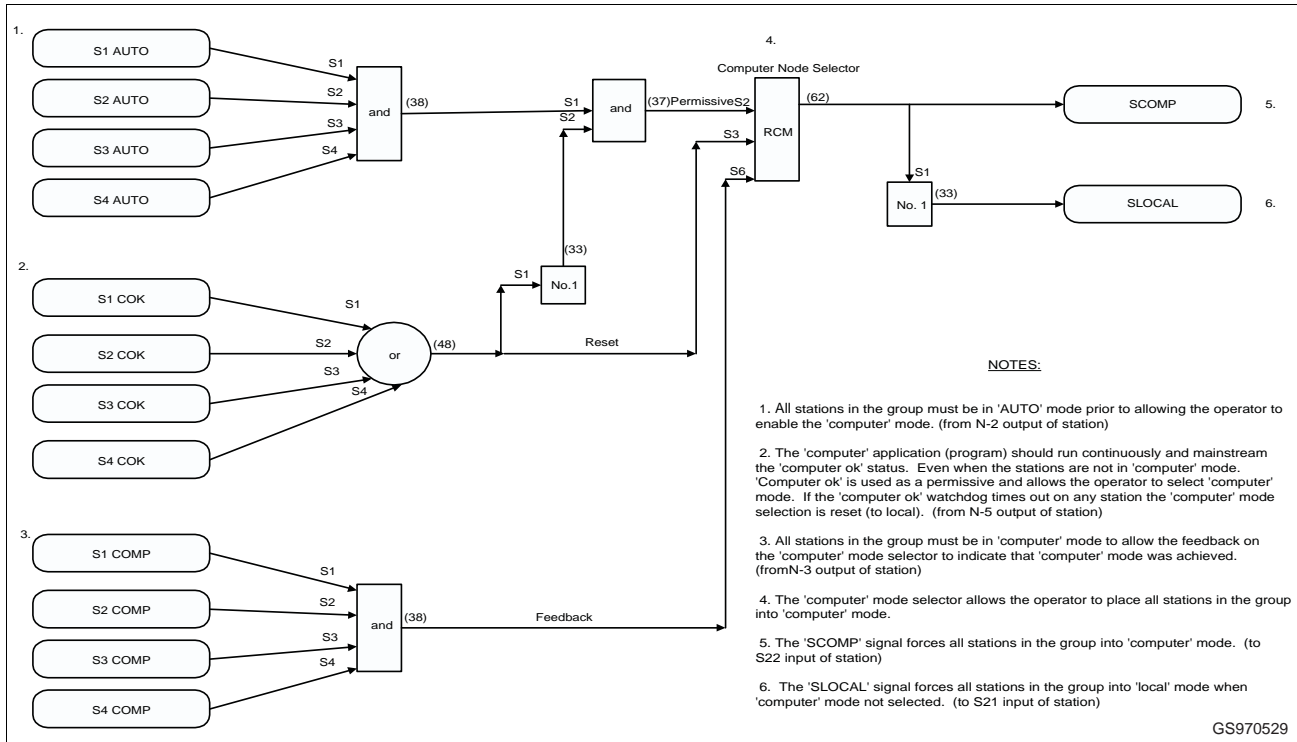 1.
S1 AUTO
S2 AUTO
S3 AUTO
S4 AUTO
S1
S2
S3
S4
and
(38)
S1
S2
and
(37)Permissive
S2
S3
S6
4.
Computer Node Selector
RCM
(62)
SCOMP
5.
S1
No. 1
(33)
SLOCAL
6.
2.
S1 COK
S2 COK
S3 COK
S4 COK
S1
S2
S3
S4
or
(48)
S1
No.1
(33)
Reset
3.
S1 COMP
S2 COMP
S3 COMP
S4 COMP
S1
S2
S3
S4
and
(38)
Feedback
NOTES:
1. All stations in the group must be in 'AUTO' mode prior to allowing the operator to
enable the 'computer' mode. (from N-2 output of station)
2. The 'computer' application (program) should run continuously and mainstream
the 'computer ok' status. Even when the stations are not in 'computer' mode.
'Computer ok' is used as a permissive and allows the operator to select 'computer'
mode. If the 'computer ok' watchdog times out on any station the 'computer' mode
selection is reset (to local). (from N-5 output of station)
3. All stations in the group must be in 'computer' mode to allow the feedback on
the 'computer' mode selector to indicate that 'computer' mode was achieved.
(fromN-3 output of station)
4. The 'computer' mode selector allows the operator to place all stations in the group
into 'computer' mode.
5. The 'SCOMP' signal forces all stations in the group into 'computer' mode. (to
S22 input of station)
6. The 'SLOCAL' signal forces all stations in the group into 'local' mode when
'computer' mode not selected. (to S21 input of station)
GS970529